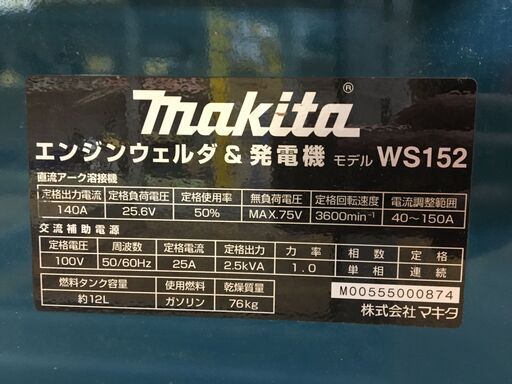 makita®
エンジンウェルダ & 発電機 モデル WS152
直流アーク溶接機
定格出力電流 定格負荷電圧 定格使用率 無負荷電圧 定格回転速度 電流調整範囲
140A 25.6V 50% MAX.75V 3600min⁻¹ 40～150A
交流補助電源
定格電圧 周波数 定格電流 定格出力 力率 相数 定格
100V 50/60Hz 25A 2.5kVA 1.0 単相 連続
燃料タンク容量 使用燃料 乾燥質量
約12L ガソリン 76kg
M00555000874
株式会社マキタ